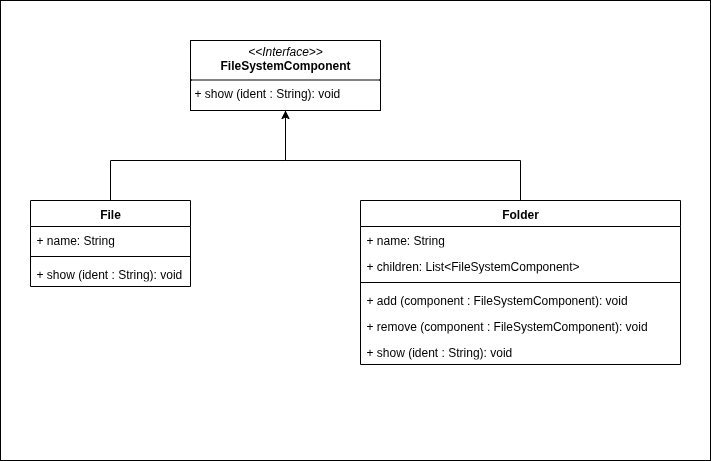 <<Interface>>
FileSystemComponent
+ show (ident : String): void
File
+ name: String
+ show (ident : String): void
Folder
+ name: String
+ children: List<FileSystemComponent>
+ add (component : FileSystemComponent): void
+ remove (component : FileSystemComponent): void
+ show (ident : String): void